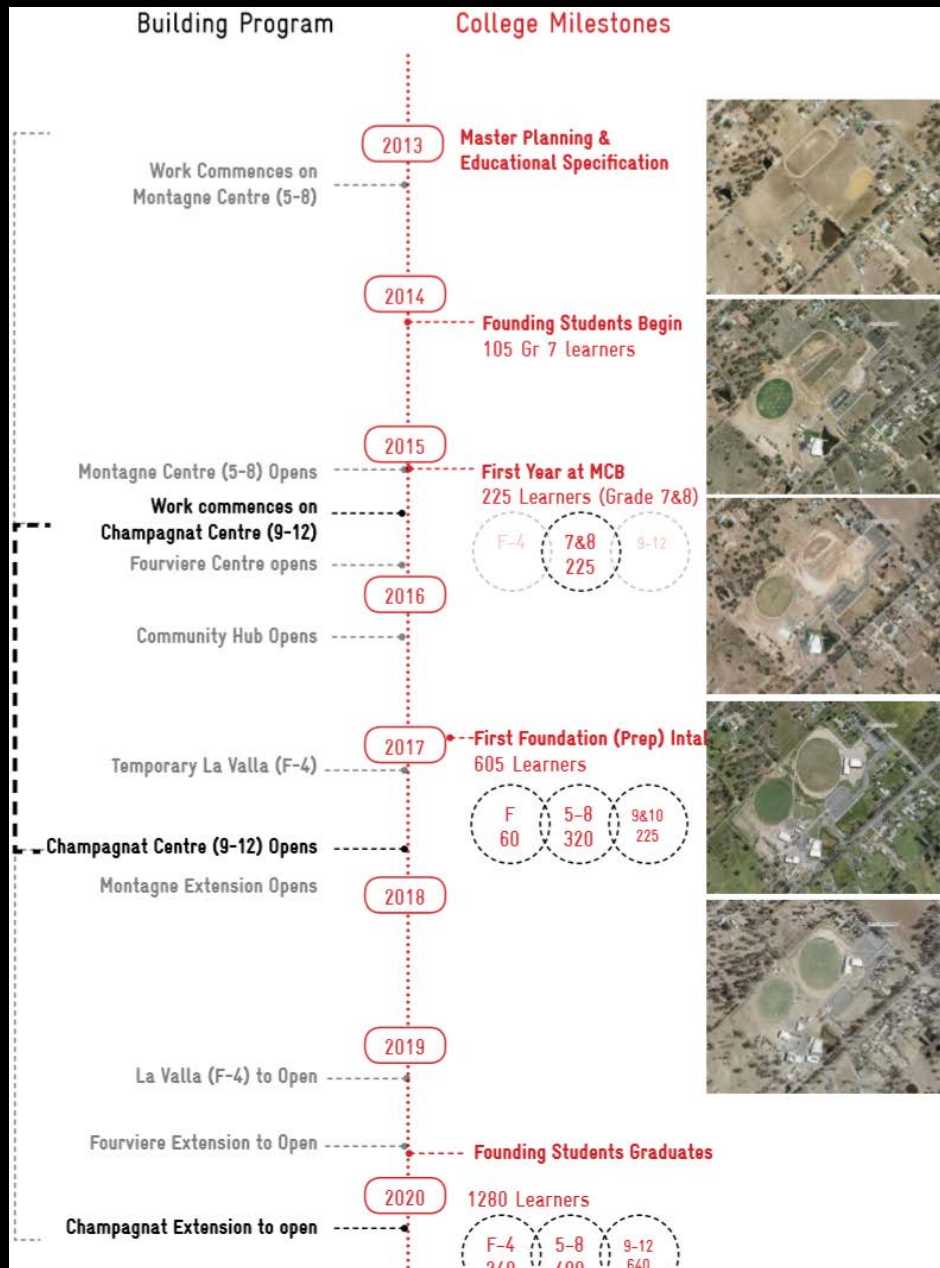 Building Program
College Milestones
2013
Master Planning &
Educational Specification
Work Commences on
Montagne Centre (5-8)
2014
Founding Students Begin
105 Gr 7 learners
2015
Montagne Centre (5-8) Opens
First Year at MCB
225 Learners (Grade 7&8)
Work commences on
Champagnat Centre (9-12)
F-4
7&8
225
9-12
Fourviere Centre opens
2016
Community Hub Opens
2017
First Foundation (Prep) Intal
605 Learners
Temporary La Valla (F-4)
F
60
5-8
320
9&10
225
Champagnat Centre (9-12) Opens
Montagne Extension Opens
2018
2019
La Valla (F-4) to Open
Fourviere Extension to Open
Founding Students Graduates
2020
1280 Learners
Champagnat Extension to open
F-4
5-8
9-12
640